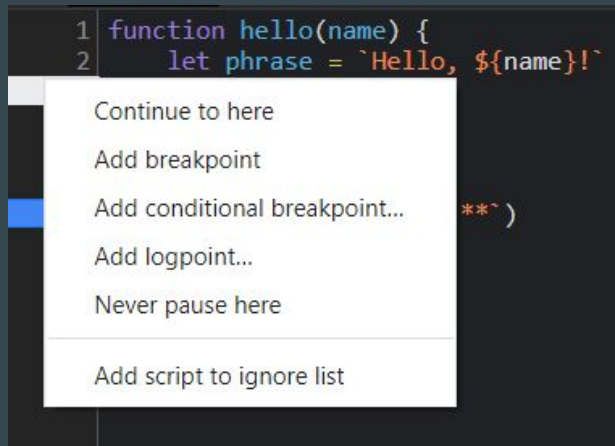 1 function hello(name) {
2 let phrase = `Hello, ${name}!`
Continue to here
Add breakpoint
Add conditional breakpoint...
**`)
Add logpoint...
Never pause here
Add script to ignore list